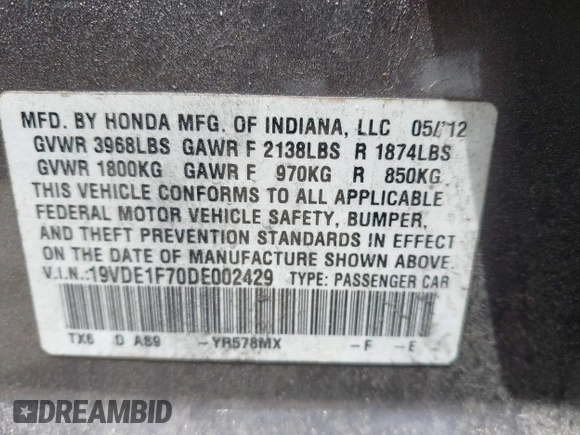 MFD. BY HONDA MFG. OF INDIANA, LLC 05/12
GVWR 3968LBS GAWR F 2138LBS R 1874LBS
GVWR 1800KG GAWR F 970KG R 850KG
THIS VEHICLE CONFORMS TO ALL APPLICABLE
FEDERAL MOTOR VEHICLE SAFETY, BUMPER,
AND THEFT PREVENTION STANDARDS IN EFFECT
ON THE DATE OF MANUFACTURE SHOWN ABOVE.
V.I.N.:19VDE1F70DE002429 TYPE: PASSENGER CAR
TX6 D AS9 -YR578MX -F -E
DREAMBID